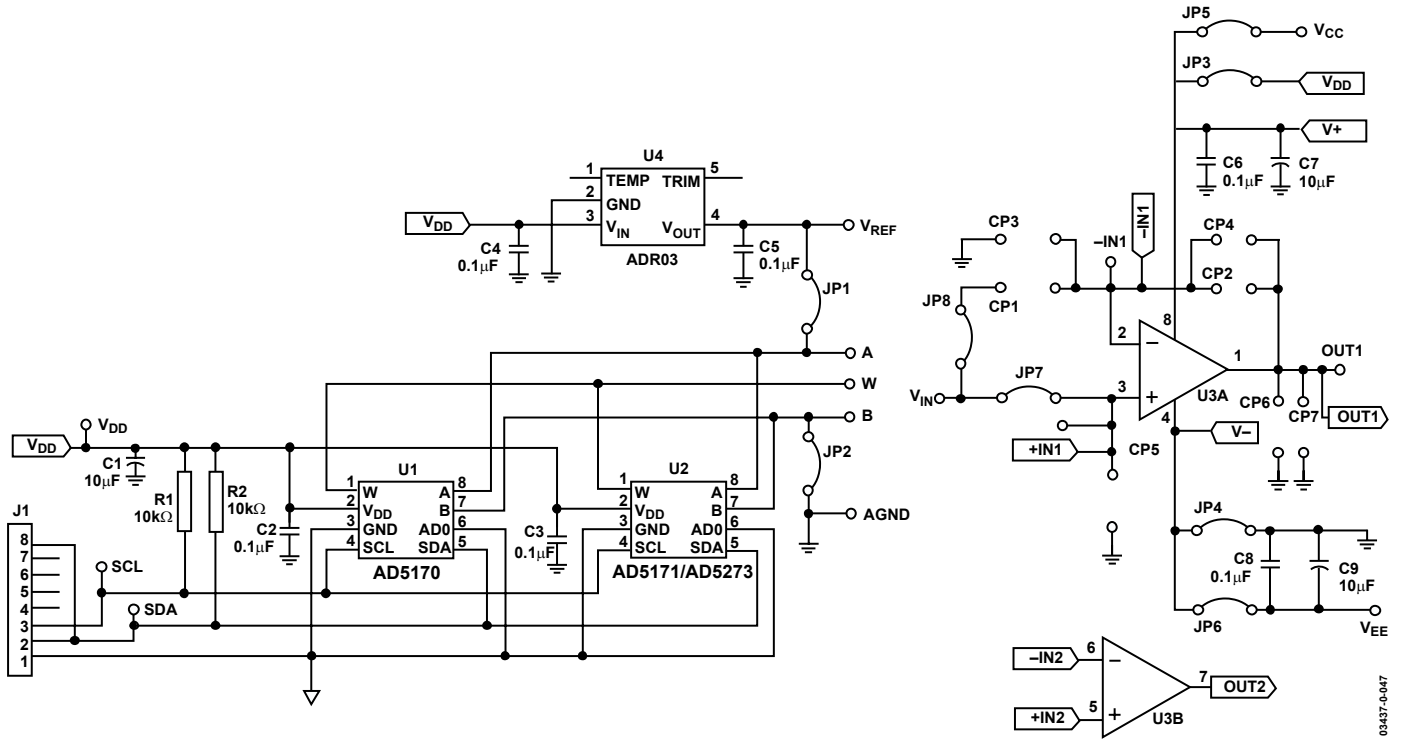 JP5
VCC
JP3
VDD
V+
C6
0.1µF
C7
10µF
U4
1
TEMP
TRIM
5
2
GND
3
VIN
VOUT
4
ADR03
VDD
C4
0.1µF
C5
0.1µF
VREF
JP1
A
W
B
JP2
AGND
VDD
VDD
C1
10µF
R1
10kΩ
R2
10kΩ
C2
0.1µF
U1
1
W
A
8
2
VDD
B
7
3
GND
AD0
6
4
SCL
SDA
5
AD5170
C3
0.1µF
U2
1
W
A
8
2
VDD
B
7
3
GND
AD0
6
4
SCL
SDA
5
AD5171/AD5273
J1
8
7
6
5
4
3
2
1
SCL
SDA
CP3
–IN1
–IN1
CP4
CP2
JP8
CP1
VIN
JP7
2
–
8
3
+
4
1
U3A
OUT1
CP6
CP7
OUT1
+IN1
CP5
V–
JP4
C8
0.1µF
C9
10µF
JP6
VEE
–IN2
6
–
7
OUT2
+IN2
5
+
U3B
03437-0-047